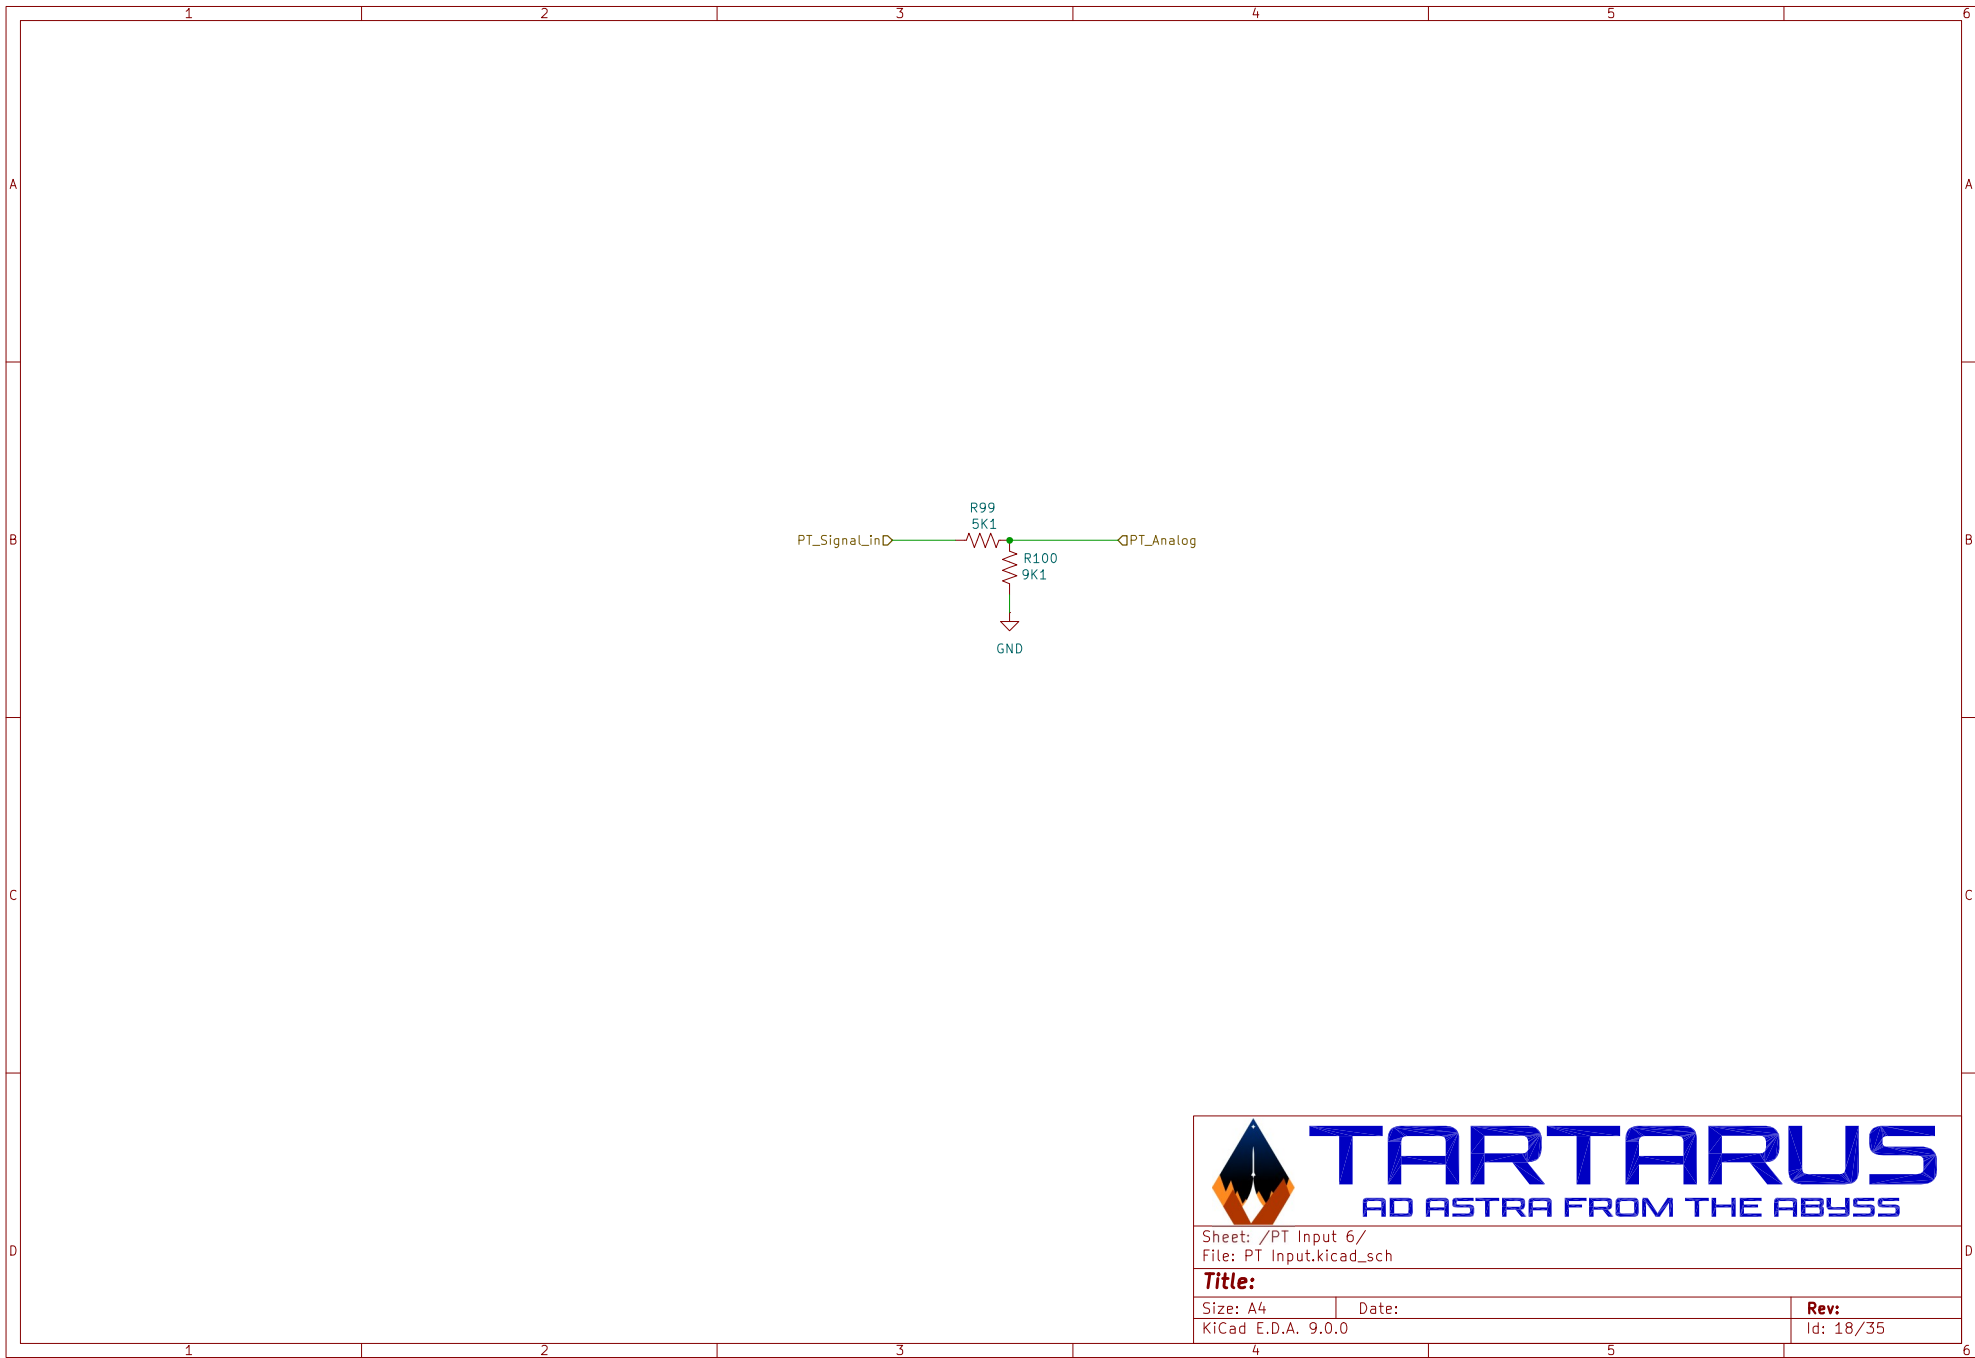 1 2 3 4 5 6
A A
R99
5K1
B PT_Signal_in PT_Analog B
R100
9K1
GND
C C
TARTARUS
AD ASTRA FROM THE ABYSS
Sheet: /PT Input 6/
D File: PT Input.kicad_sch D
Title:
Size: A4 Date: Rev:
KiCad E.D.A. 9.0.0 Id: 18/35
1 2 3 4 5 6